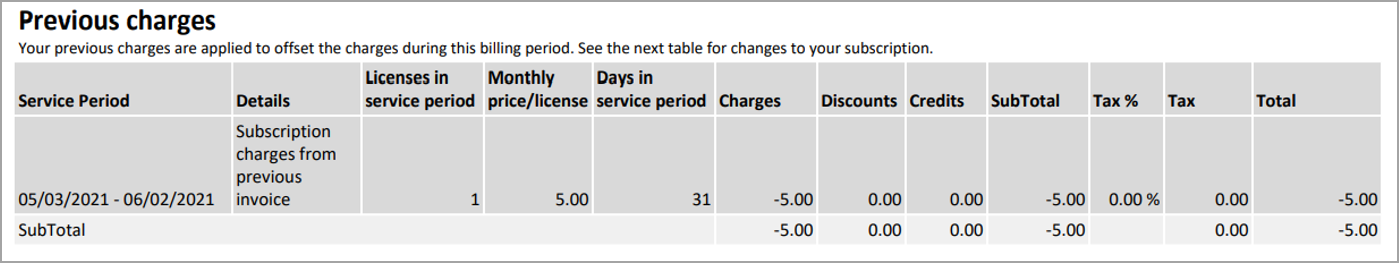 Previous charges
Your previous charges are applied to offset the charges during this billing period. See the next table for changes to your subscription.
Licenses in Monthly Days in
Service Period Details service period price/license service period Charges Discounts Credits SubTotal Tax % Tax Total
Subscription
charges from
previous
05/03/2021 - 06/02/2021 invoice 1 5.00 31 -5.00 0.00 0.00 -5.00 0.00 % 0.00 -5.00
SubTotal -5.00 0.00 0.00 -5.00 0.00 -5.00